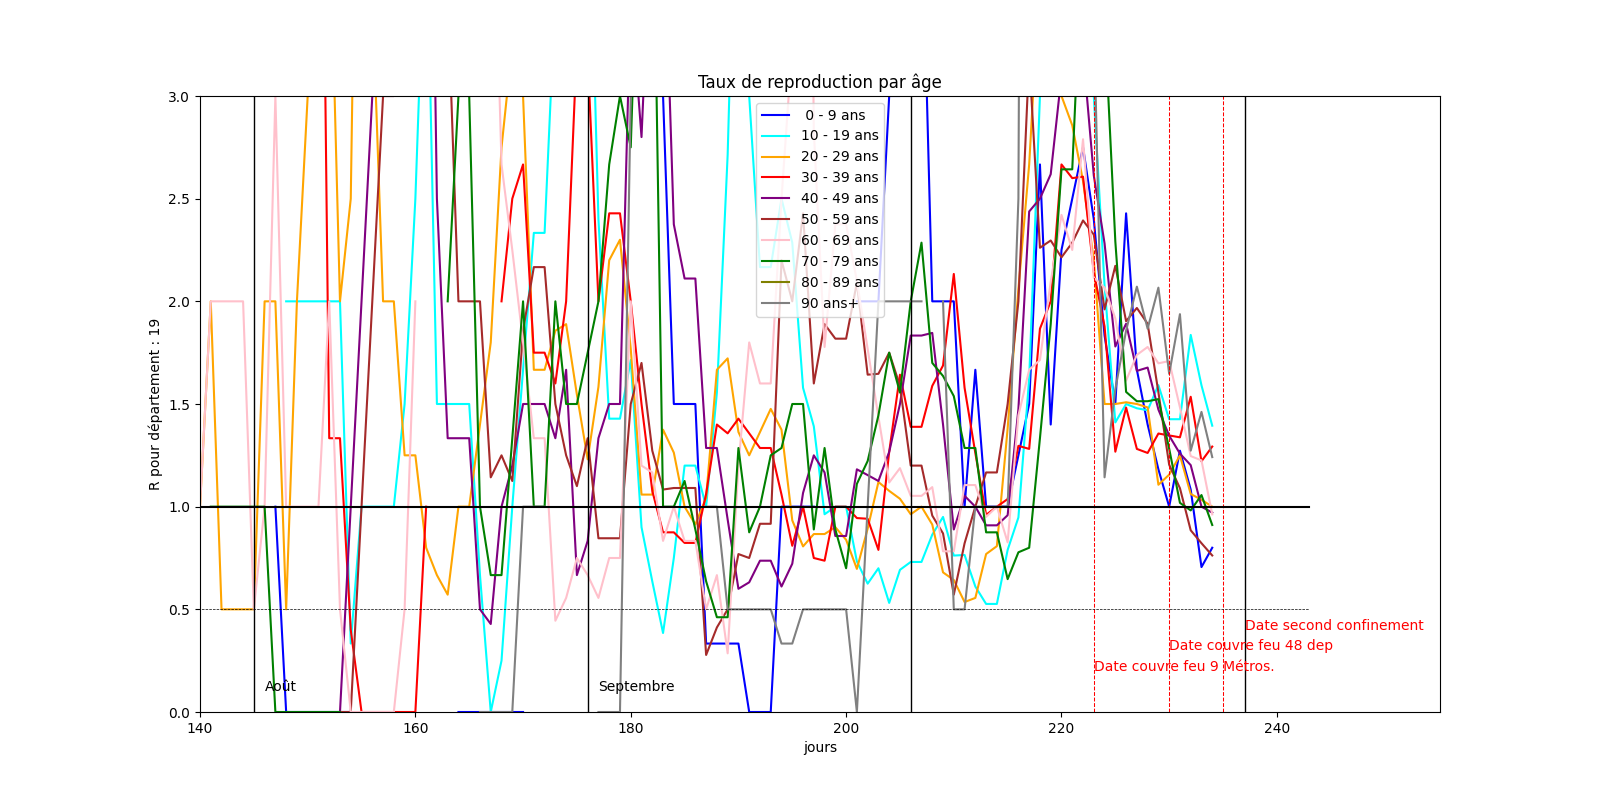 Taux de reproduction par âge
R pour département : 19
3.0
2.5
2.0
1.5
1.0
0.5
0.0
0 - 9 ans
10 - 19 ans
20 - 29 ans
30 - 39 ans
40 - 49 ans
50 - 59 ans
60 - 69 ans
70 - 79 ans
80 - 89 ans
90 ans+
Date second confinement
Date couvre feu 48 dep
Date couvre feu 9 Métros.
Août
Septembre
140
160
180
200
220
240
jours